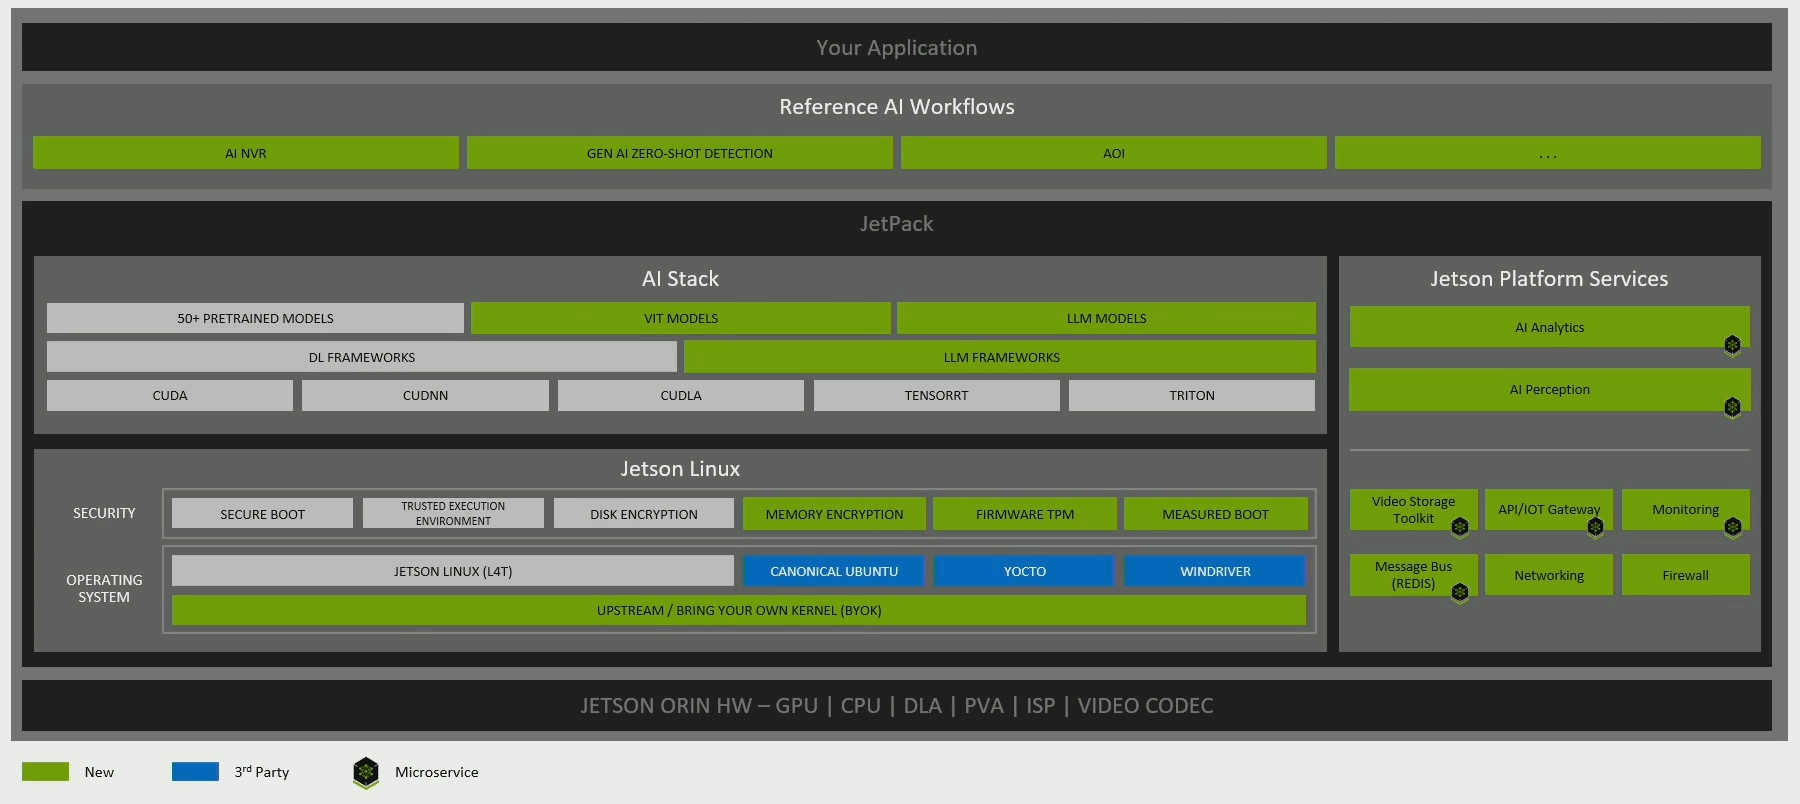 Your Application
Reference AI Workflows
AI NVR
GEN AI ZERO-SHOT DETECTION
AOI
...
JetPack
AI Stack
50+ PRETRAINED MODELS
VIT MODELS
LLM MODELS
DL FRAMEWORKS
LLM FRAMEWORKS
CUDA
CUDNN
CUDLA
TENSORRT
TRITON
Jetson Linux
SECURITY
SECURE BOOT
TRUSTED EXECUTION
ENVIRONMENT
DISK ENCRYPTION
MEMORY ENCRYPTION
FIRMWARE TPM
MEASURED BOOT
OPERATING
SYSTEM
JETSON LINUX (L4T)
CANONICAL UBUNTU
YOCTO
WINDRIVER
UPSTREAM / BRING YOUR OWN KERNEL (BYOK)
Jetson Platform Services
AI Analytics
AI Perception
Video Storage
Toolkit
API/IOT Gateway
Monitoring
Message Bus
(REDIS)
Networking
Firewall
JETSON ORIN HW – GPU | CPU | DLA | PVA | ISP | VIDEO CODEC
New
3rd Party
Microservice